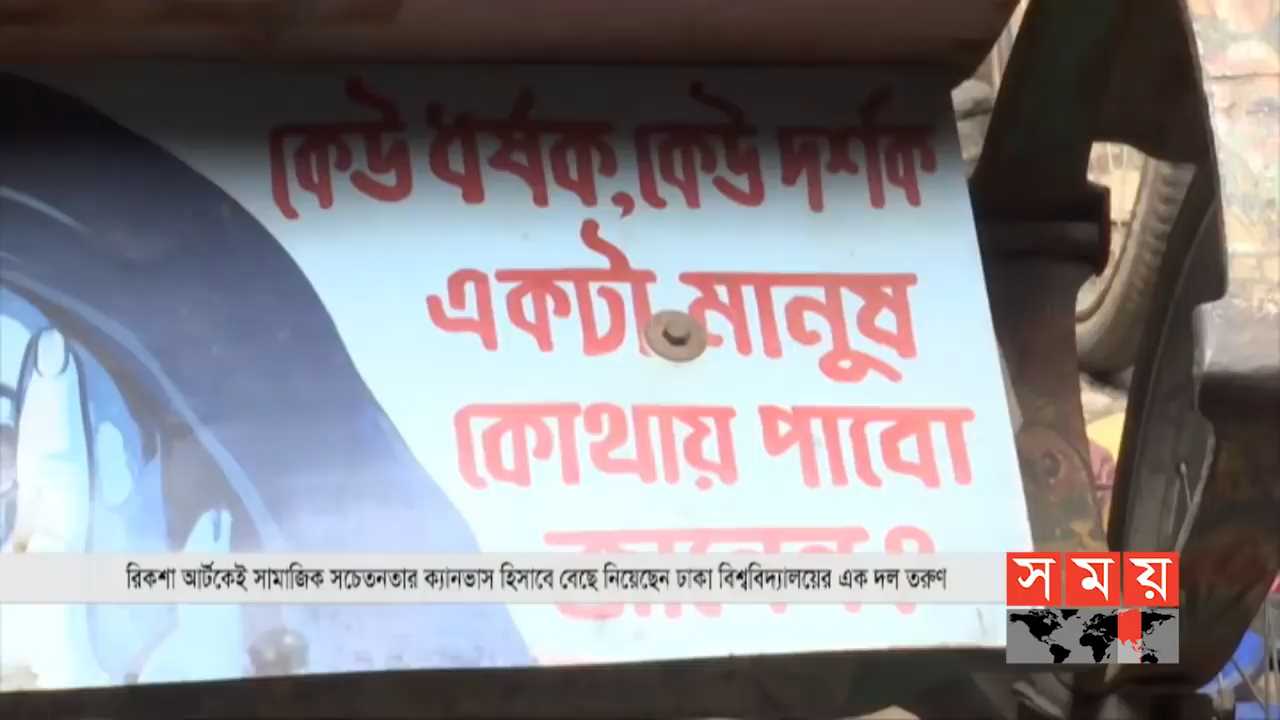 কেউ ধর্ষক, কেউ দর্শক
একটা মানুষ
কোথায় পাবো
রিকশা আর্টকেই সামাজিক সচেতনতার ক্যানভাস হিসাবে বেছে নিয়েছেন ঢাকা বিশ্ববিদ্যালয়ের এক দল তরুণ
সময়